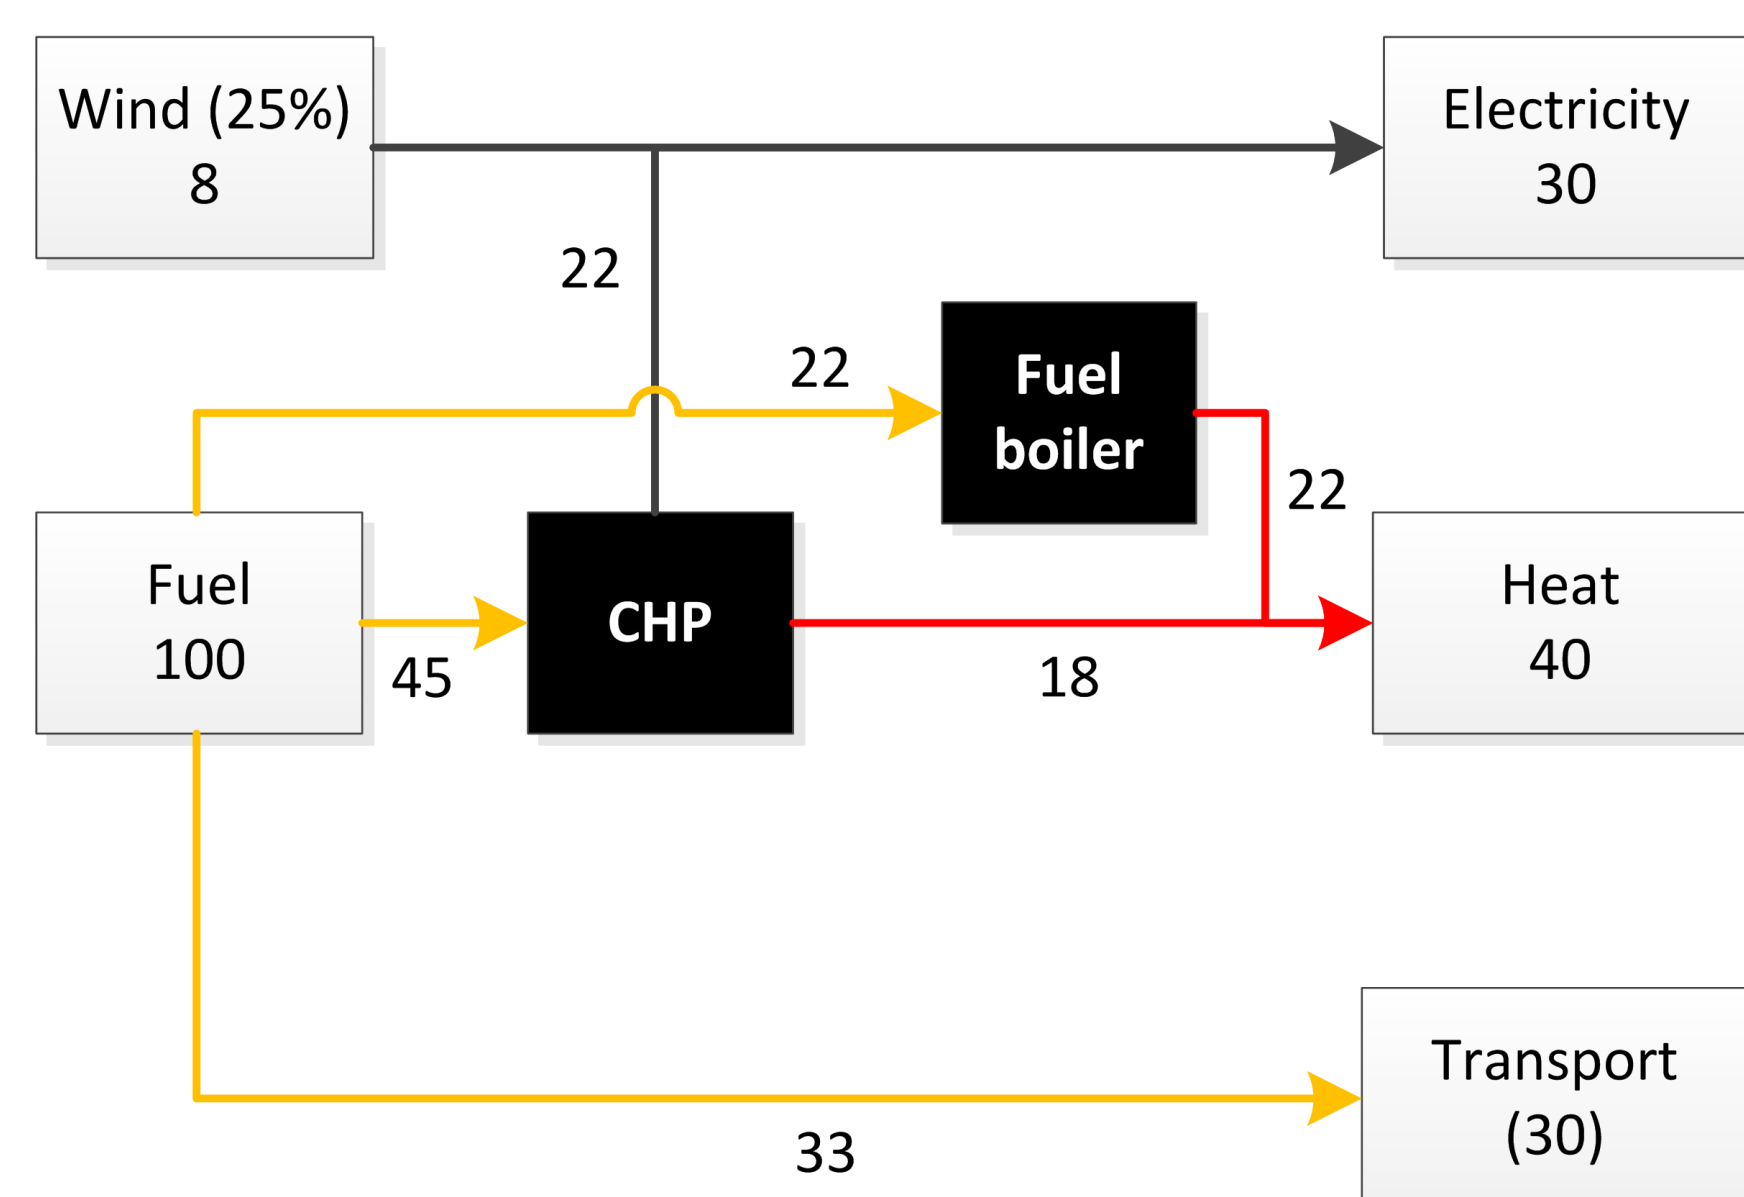 Wind (25%)
8
Electricity
30
22
22
Fuel
boiler
22
Fuel
100
45
CHP
18
Heat
40
33
Transport
(30)